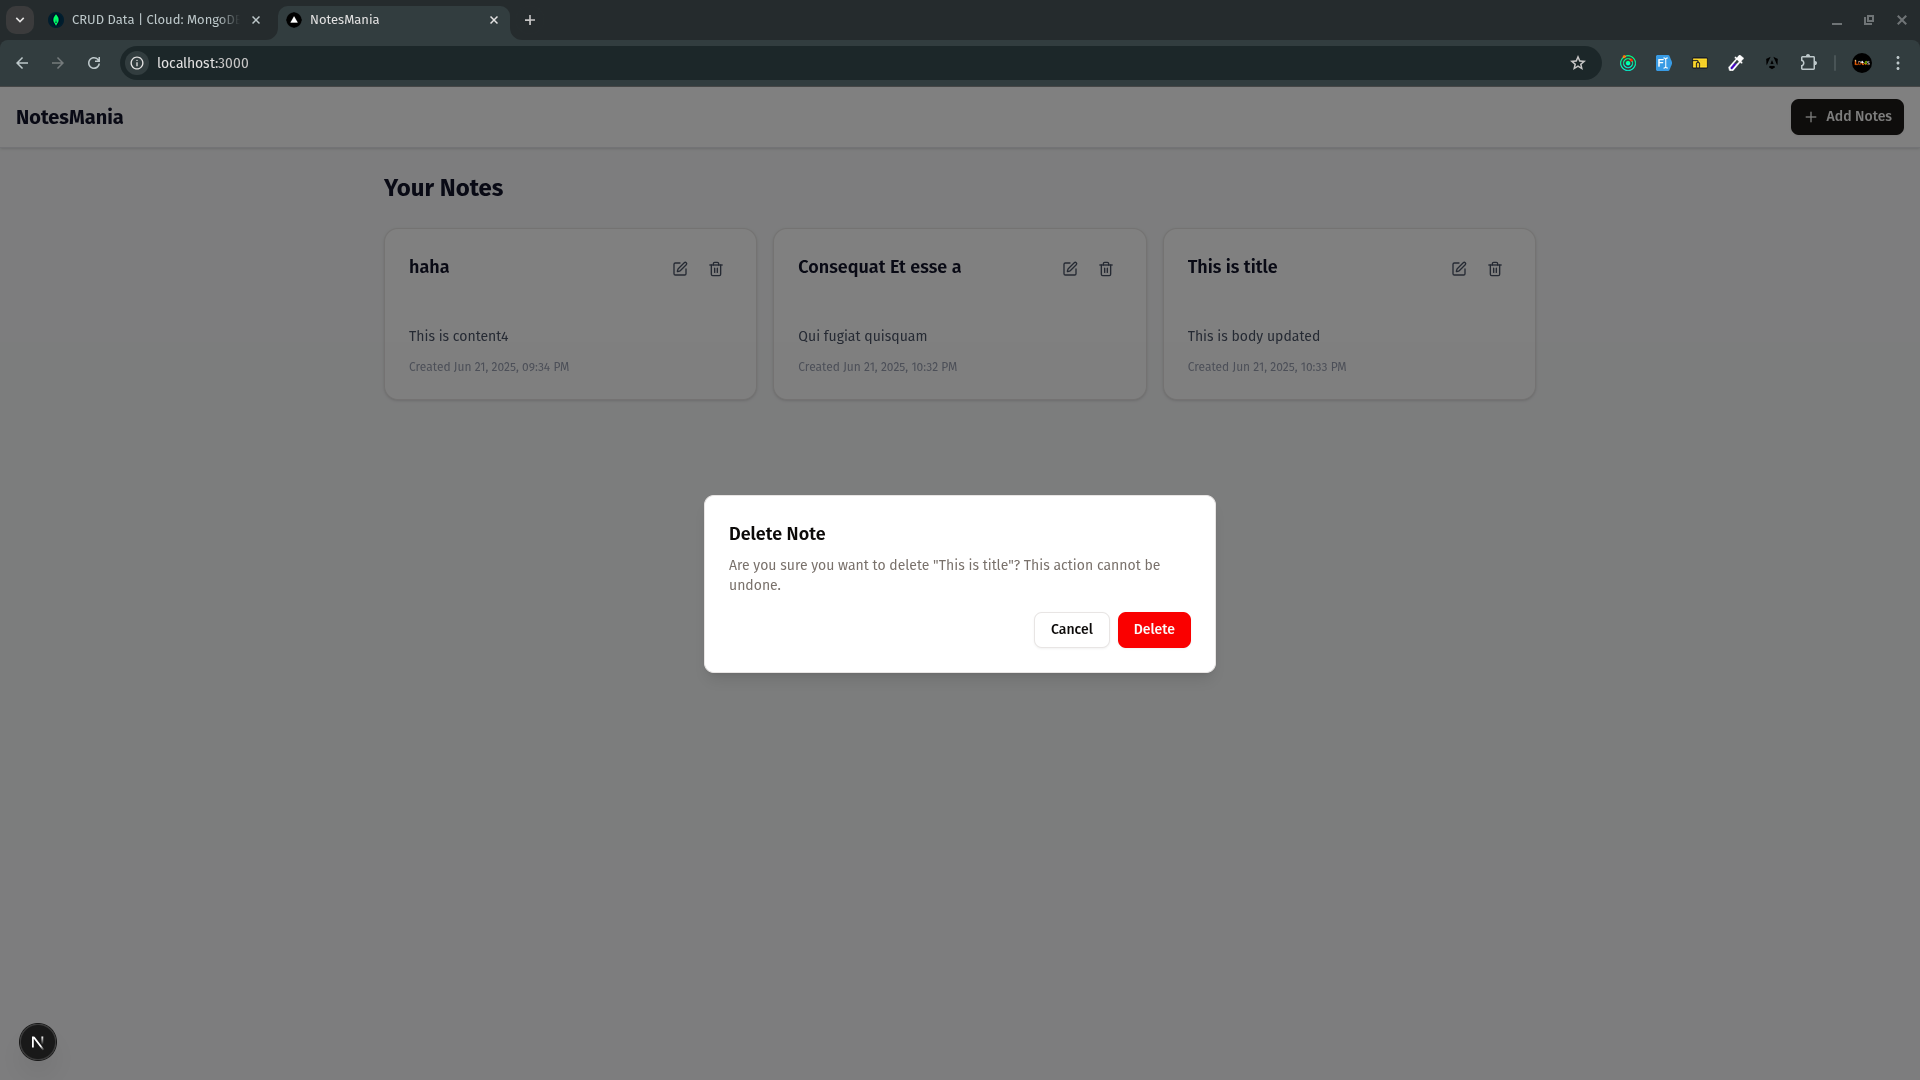 CRUD Data | Cloud: MongoD
NotesMania
localhost:3000
NotesMania
Add Notes
Your Notes
haha
This is content4
Created Jun 21, 2025, 09:34 PM
Consequat Et esse a
Qui fugiat quisquam
Created Jun 21, 2025, 10:32 PM
This is title
This is body updated
Created Jun 21, 2025, 10:33 PM
Delete Note
Are you sure you want to delete "This is title"? This action cannot be
undone.
Cancel
Delete
N